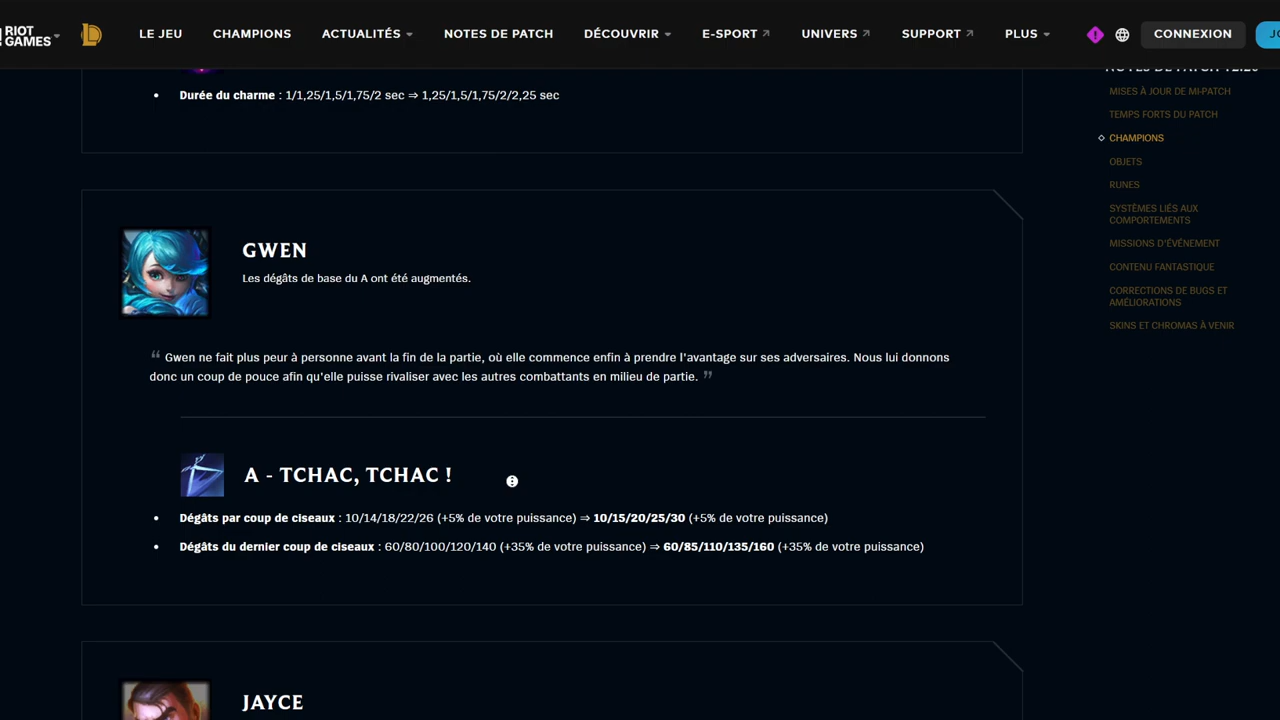 RIOT GAMES
LE JEU CHAMPIONS ACTUALITÉS NOTES DE PATCH DÉCOUVRIR E-SPORT UNIVERS SUPPORT PLUS CONNEXION
Durée du charme : 1/1,25/1,5/1,75/2 sec ⇒ 1,25/1,5/1,75/2/2,25 sec
GWEN
Les dégâts de base du A ont été augmentés.
“ Gwen ne fait plus peur à personne avant la fin de la partie, où elle commence enfin à prendre l'avantage sur ses adversaires. Nous lui donnons
donc un coup de pouce afin qu'elle puisse rivaliser avec les autres combattants en milieu de partie. ”
A - TCHAC, TCHAC !
Dégâts par coup de ciseaux : 10/14/18/22/26 (+5% de votre puissance) ⇒ 10/15/20/25/30 (+5% de votre puissance)
Dégâts du dernier coup de ciseaux : 60/80/100/120/140 (+35% de votre puissance) ⇒ 60/85/110/135/160 (+35% de votre puissance)
JAYCE
MISES À JOUR DE MI-PATCH
TEMPS FORTS DU PATCH
CHAMPIONS
OBJETS
RUNES
SYSTÈMES LIÉS AUX
COMPORTEMENTS
MISSIONS D'ÉVÉNEMENT
CONTENU FANTASTIQUE
CORRECTIONS DE BUGS ET
AMÉLIORATIONS
SKINS ET CHROMAS À VENIR